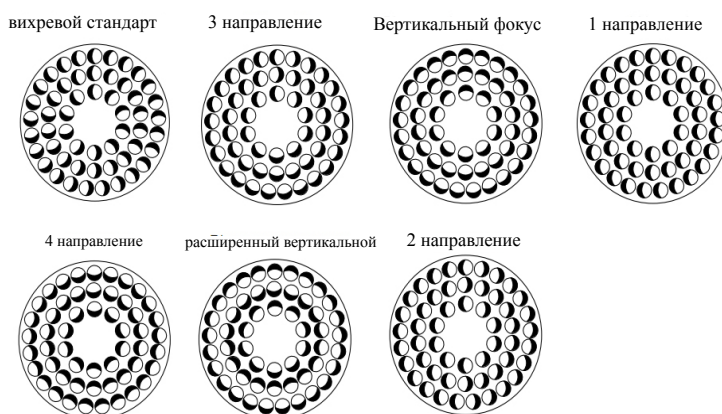 вихревой стандарт
3 направление
Вертикальный фокус
1 направление
4 направление
расширенный вертикальной
2 направление